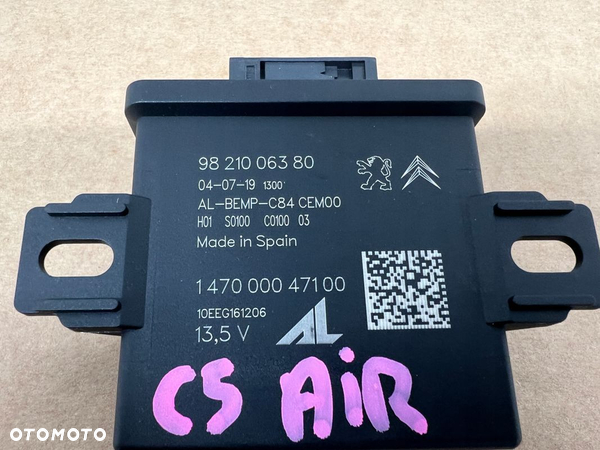 98 210 063 80
04-07-19 1300
AL-BEMP-C84 CEM00
H01 S0100 C0100 03
Made in Spain
1 470 000 471 00
10EEG161206
13,5 V
AL
C5 AiR
OTOMOTO